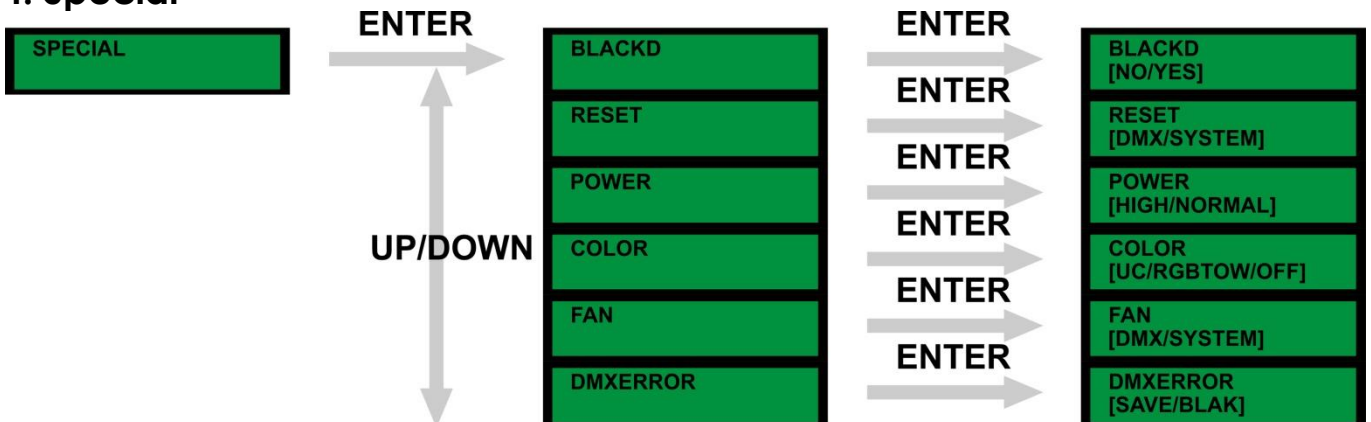 ENTER
ENTER
SPECIAL
BLACKD
BLACKD
[NO/YES]
ENTER
RESET
RESET
[DMX/SYSTEM]
ENTER
POWER
POWER
[HIGH/NORMAL]
ENTER
UP/DOWN
COLOR
COLOR
[UC/RGBTOW/OFF]
ENTER
FAN
FAN
[DMX/SYSTEM]
ENTER
DMXERROR
DMXERROR
[SAVE/BLAK]